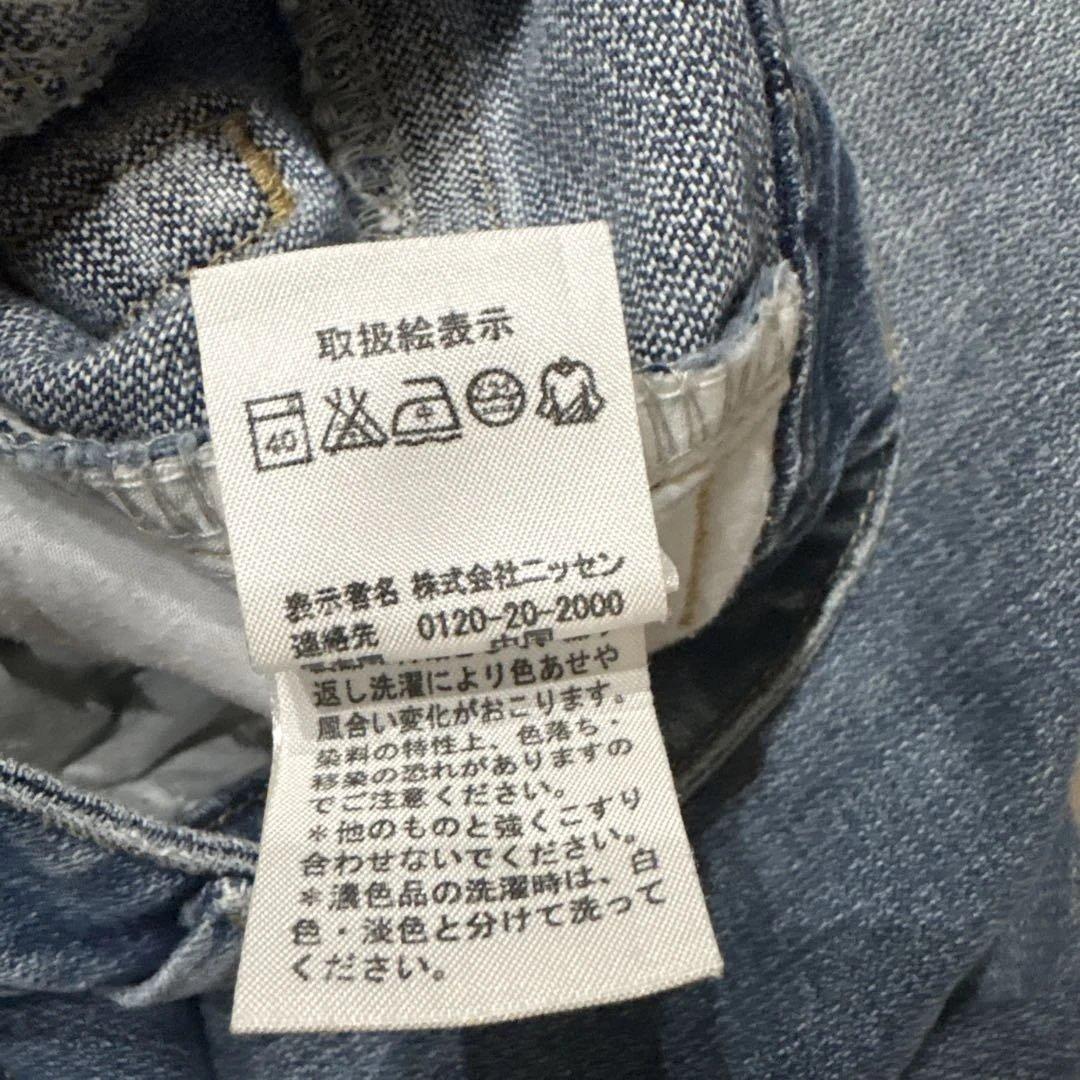 取扱絵表示
40
表示者名 株式会社ニッセン
連絡先 0120-20-2000
返し洗濯により色あせや
風合い変化がおこります。
染料の特性上、色落ち・
移染の恐れがありますの
でご注意ください。
＊他のものと強くこすり
合わせないでください。
＊濃色品の洗濯時は、白
色・淡色と分けて洗って
ください。